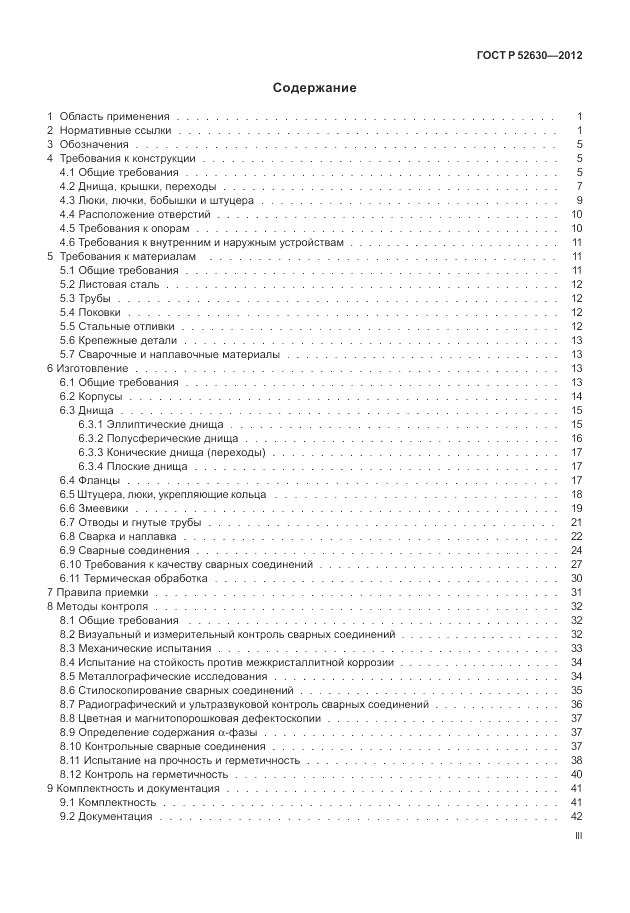 ГОСТ Р 52630—2012
Содержание
1 Область применения . . . . . . . . . . . . . . . . . . . . . . . . . . . . . . 1
2 Нормативные ссылки . . . . . . . . . . . . . . . . . . . . . . . . . . . . . . 1
3 Обозначения . . . . . . . . . . . . . . . . . . . . . . . . . . . . . . 5
4 Требования к конструкции . . . . . . . . . . . . . . . . . . . . . . . . . . . . 5
4.1 Общие требования . . . . . . . . . . . . . . . . . . . . . . . . . . . . 5
4.2 Днища, крышки, переходы . . . . . . . . . . . . . . . . . . . . . . . . . . 7
4.3 Люки, лючки, бобышки и штуцера . . . . . . . . . . . . . . . . . . . . . . . . 9
4.4 Расположение отверстий . . . . . . . . . . . . . . . . . . . . . . . . . . 10
4.5 Требования к опорам . . . . . . . . . . . . . . . . . . . . . . . . . . . . 10
4.6 Требования к внутренним и наружным устройствам . . . . . . . . . . . . . . . . . 11
5 Требования к материалам . . . . . . . . . . . . . . . . . . . . . . . . . . . . 11
5.1 Общие требования . . . . . . . . . . . . . . . . . . . . . . . . . . . . 11
5.2 Листовая сталь . . . . . . . . . . . . . . . . . . . . . . . . . . . . 12
5.3 Трубы . . . . . . . . . . . . . . . . . . . . . . . . . . . . . . 12
5.4 Поковки . . . . . . . . . . . . . . . . . . . . . . . . . . . . . . 12
5.5 Стальные отливки . . . . . . . . . . . . . . . . . . . . . . . . . . . . 12
5.6 Крепежные детали . . . . . . . . . . . . . . . . . . . . . . . . . . . . 13
5.7 Сварочные и наплавочные материалы . . . . . . . . . . . . . . . . . . . . . . 13
6 Изготовление . . . . . . . . . . . . . . . . . . . . . . . . . . . . . . 13
6.1 Общие требования . . . . . . . . . . . . . . . . . . . . . . . . . . . . 13
6.2 Корпусы . . . . . . . . . . . . . . . . . . . . . . . . . . . . . . 14
6.3 Днища . . . . . . . . . . . . . . . . . . . . . . . . . . . . . . 15
6.3.1 Эллиптические днища . . . . . . . . . . . . . . . . . . . . . . . . . . 15
6.3.2 Полусферические днища . . . . . . . . . . . . . . . . . . . . . . . . . 16
6.3.3 Конические днища (переходы) . . . . . . . . . . . . . . . . . . . . . . . 17
6.3.4 Плоские днища . . . . . . . . . . . . . . . . . . . . . . . . . . . . 17
6.4 Фланцы . . . . . . . . . . . . . . . . . . . . . . . . . . . . . . 17
6.5 Штуцера, люки, укрепляющие кольца . . . . . . . . . . . . . . . . . . . . . . . 18
6.6 Змеевики . . . . . . . . . . . . . . . . . . . . . . . . . . . . . . 19
6.7 Отводы и гнутые трубы . . . . . . . . . . . . . . . . . . . . . . . . . . 21
6.8 Сварка и наплавка . . . . . . . . . . . . . . . . . . . . . . . . . . . . 22
6.9 Сварные соединения . . . . . . . . . . . . . . . . . . . . . . . . . . . 24
6.10 Требования к качеству сварных соединений . . . . . . . . . . . . . . . . . . . . 27
6.11 Термическая обработка . . . . . . . . . . . . . . . . . . . . . . . . . . 30
7 Правила приемки . . . . . . . . . . . . . . . . . . . . . . . . . . . . . . 31
8 Методы контроля . . . . . . . . . . . . . . . . . . . . . . . . . . . . . . 32
8.1 Общие требования . . . . . . . . . . . . . . . . . . . . . . . . . . . . 32
8.2 Визуальный и измерительный контроль сварных соединений . . . . . . . . . . . . . 32
8.3 Механические испытания . . . . . . . . . . . . . . . . . . . . . . . . . . 33
8.4 Испытание на стойкость против межкристаллитной коррозии . . . . . . . . . . . . . 34
8.5 Металлографические исследования . . . . . . . . . . . . . . . . . . . . . . . 34
8.6 Стилоскопирование сварных соединений . . . . . . . . . . . . . . . . . . . . . 35
8.7 Радиографический и ультразвуковой контроль сварных соединений . . . . . . . . . . 36
8.8 Цветная и магнитопорошковая дефектоскопии . . . . . . . . . . . . . . . . . . . 37
8.9 Определение содержания α-фазы . . . . . . . . . . . . . . . . . . . . . . . . 37
8.10 Контрольные сварные соединения . . . . . . . . . . . . . . . . . . . . . . . 37
8.11 Испытание на прочность и герметичность . . . . . . . . . . . . . . . . . . . . . 38
8.12 Контроль на герметичность . . . . . . . . . . . . . . . . . . . . . . . . . 40
9 Комплектность и документация . . . . . . . . . . . . . . . . . . . . . . . . . . 41
9.1 Комплектность . . . . . . . . . . . . . . . . . . . . . . . . . . . . 41
9.2 Документация . . . . . . . . . . . . . . . . . . . . . . . . . . . . 42
III